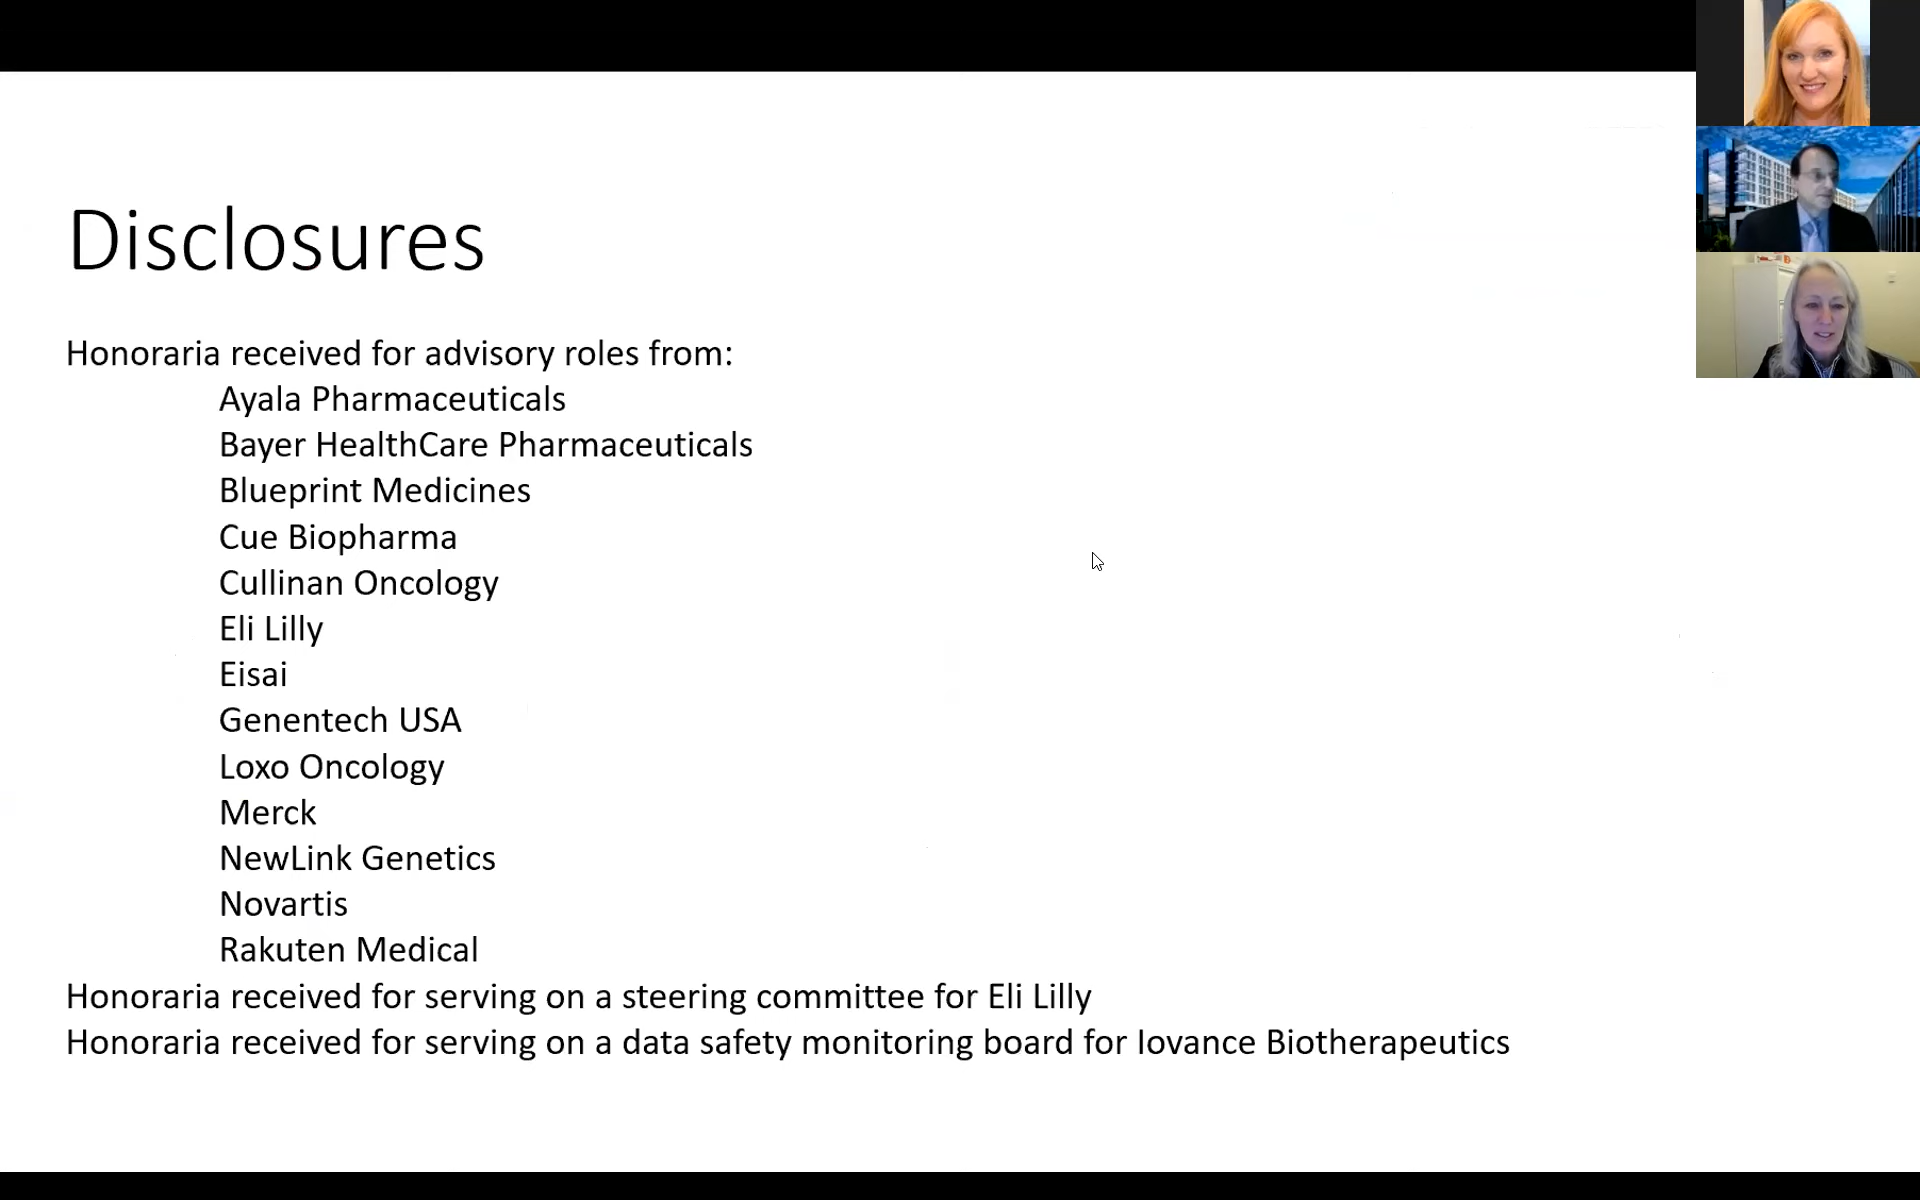 Disclosures
Honoraria received for advisory roles from:
Ayala Pharmaceuticals
Bayer HealthCare Pharmaceuticals
Blueprint Medicines
Cue Biopharma
Cullinan Oncology
Eli Lilly
Eisai
Genentech USA
Loxo Oncology
Merck
NewLink Genetics
Novartis
Rakuten Medical
Honoraria received for serving on a steering committee for Eli Lilly
Honoraria received for serving on a data safety monitoring board for Iovance Biotherapeutics